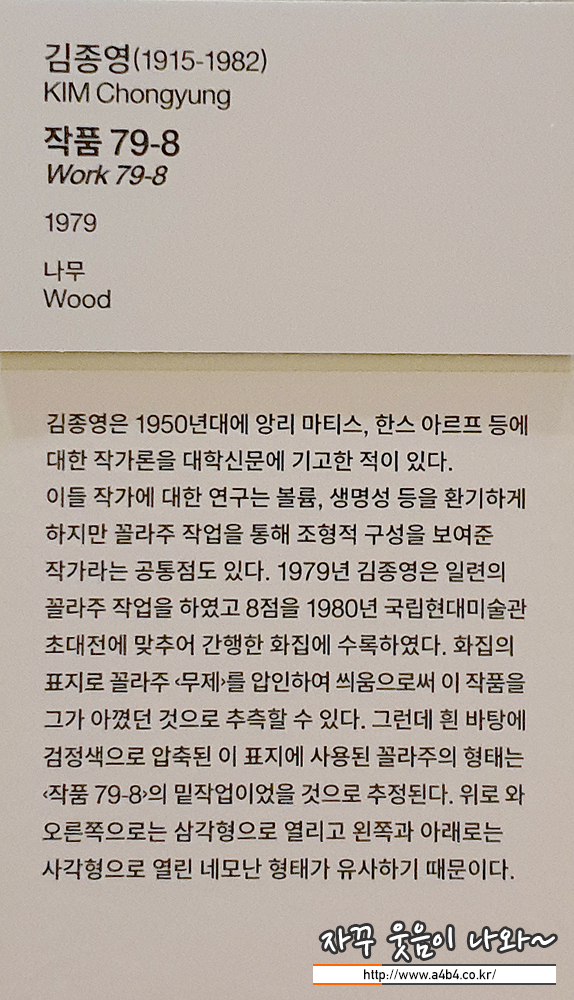 김종영(1915-1982)
KIM Chongyung
작품 79-8
Work 79-8
1979
나무
Wood
김종영은 1950년대에 앙리 마티스, 한스 아르프 등에
대한 작가론을 대학신문에 기고한 적이 있다.
이들 작가에 대한 연구는 볼륨, 생명성 등을 환기하게
하지만 꼴라주 작업을 통해 조형적 구성을 보여준
작가라는 공통점도 있다. 1979년 김종영은 일련의
꼴라주 작업을 하였고 8점을 1980년 국립현대미술관
초대전에 맞추어 간행한 화집에 수록하였다. 화집의
표지로 꼴라주 ‹무제›를 압인하여 씌움으로써 이 작품을
그가 아꼈던 것으로 추측할 수 있다. 그런데 흰 바탕에
검정색으로 압축된 이 표지에 사용된 꼴라주의 형태는
‹작품 79-8›의 밑작업이었을 것으로 추정된다. 위로 와
오른쪽으로는 삼각형으로 열리고 왼쪽과 아래로는
사각형으로 열린 네모난 형태가 유사하기 때문이다.
자꾸 웃음이 나와~
http://www.a4b4.co.kr/